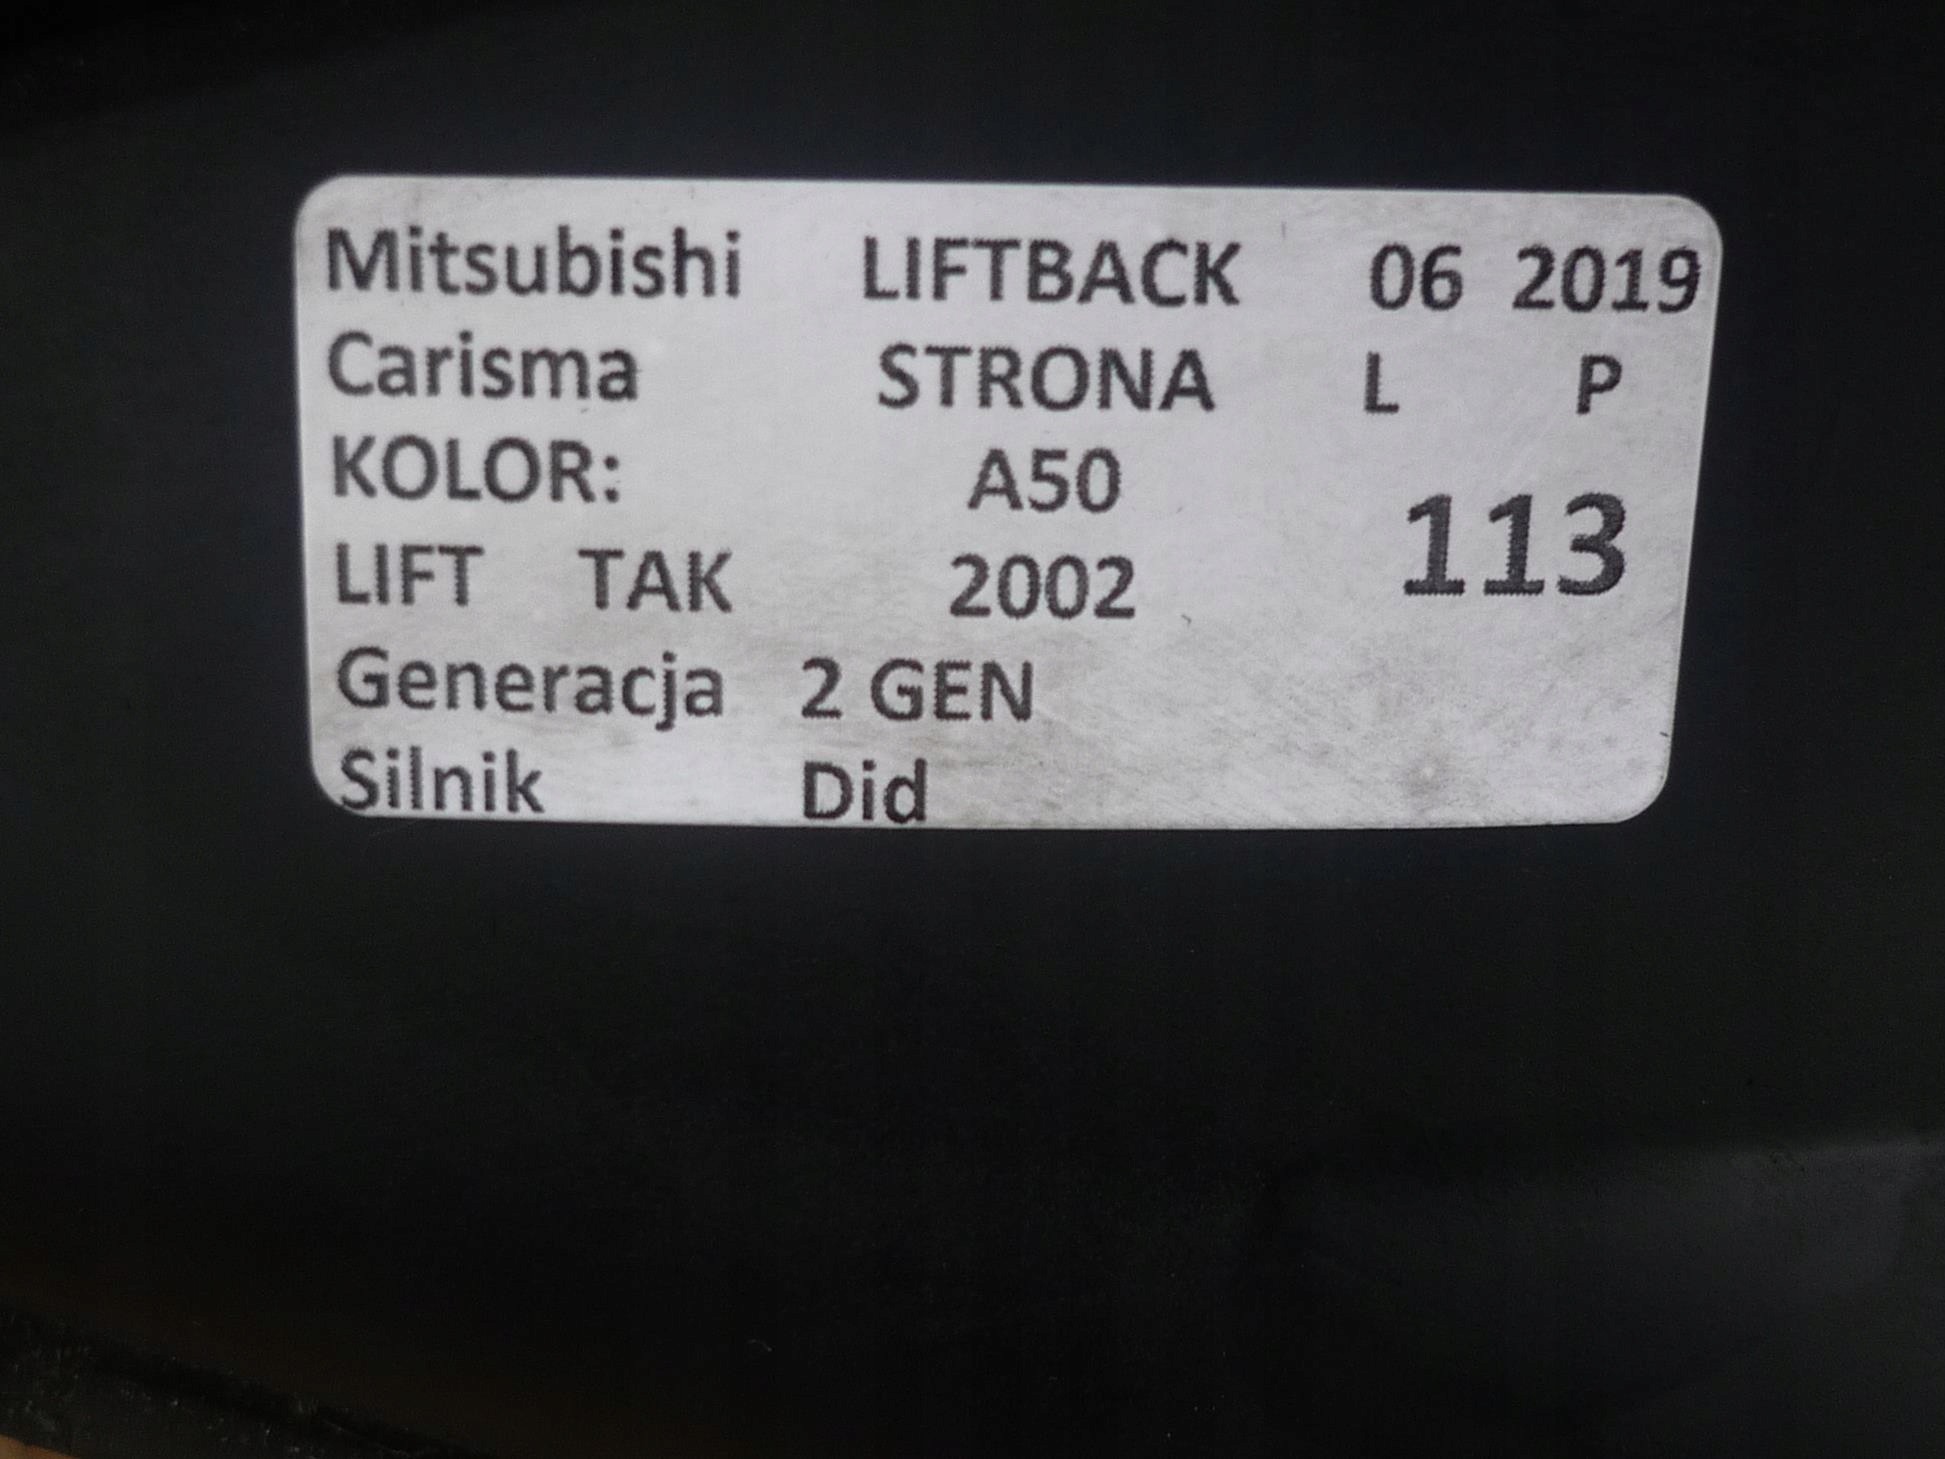 Mitsubishi LIFTBACK 06 2019
Carisma STRONA L P
KOLOR: A50
LIFT TAK 2002 113
Generacja 2 GEN
Silnik Did